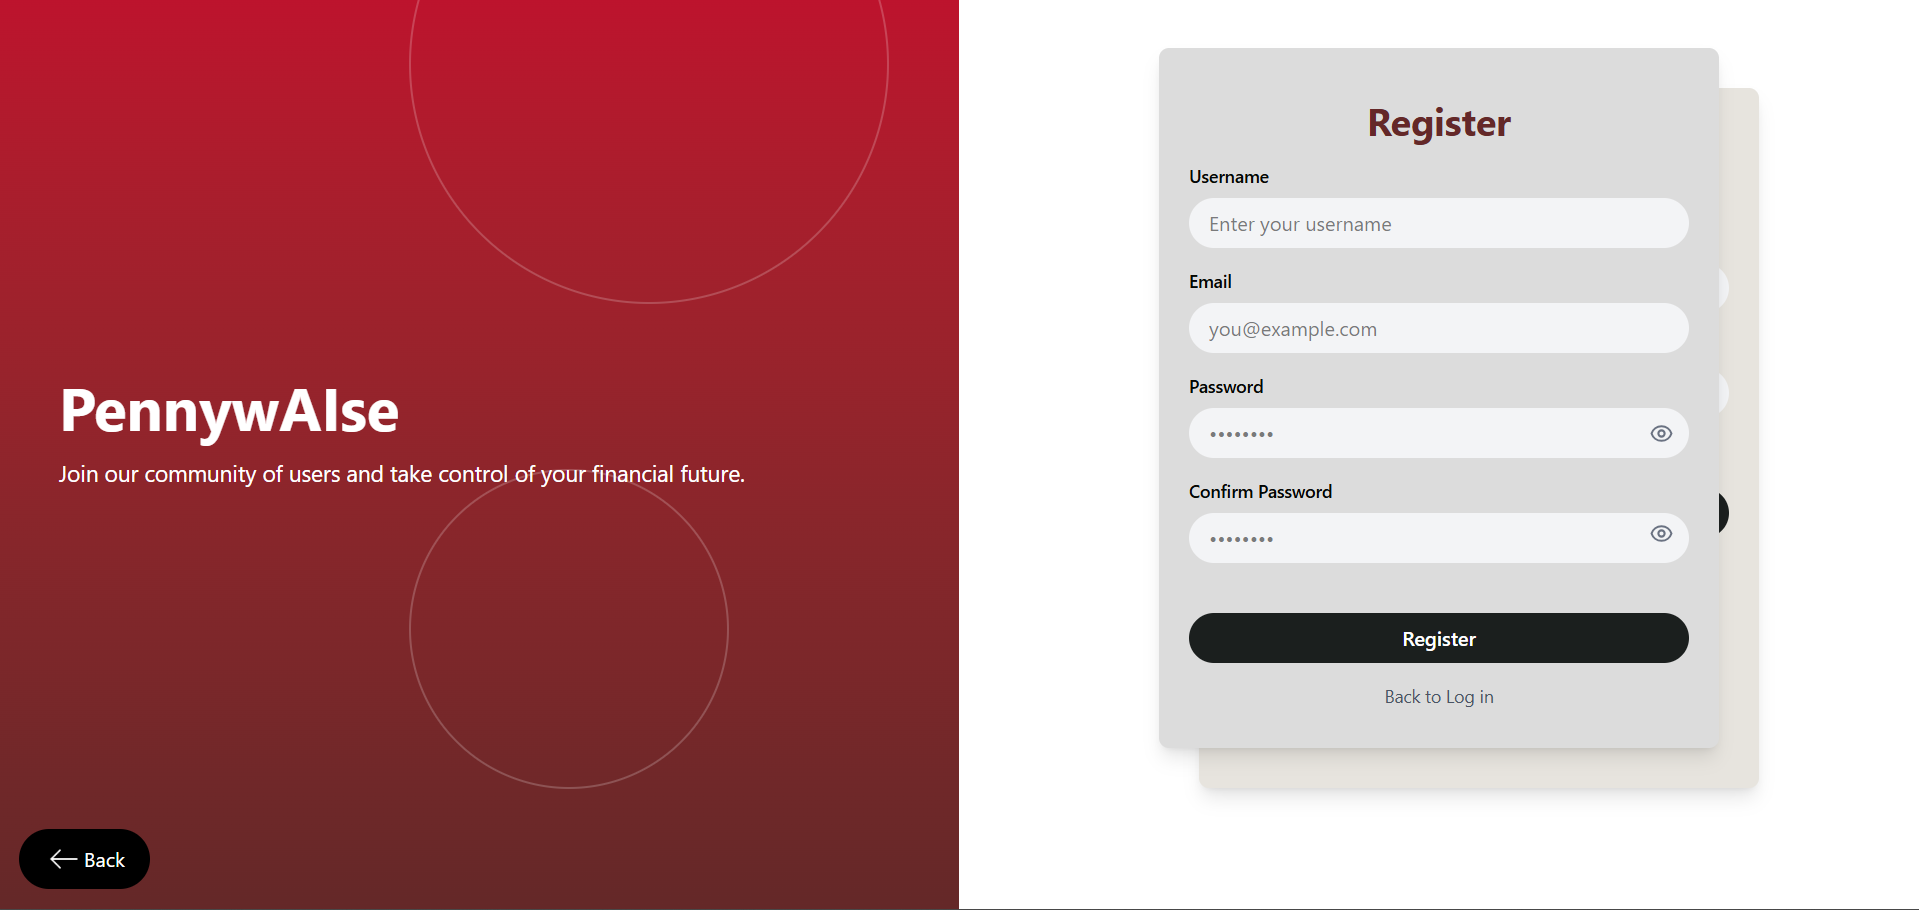 PennywAIse
Join our community of users and take control of your financial future.
Back
Register
Username
Enter your username
Email
you@example.com
Password
••••••••
Confirm Password
••••••••
Register
Back to Log in